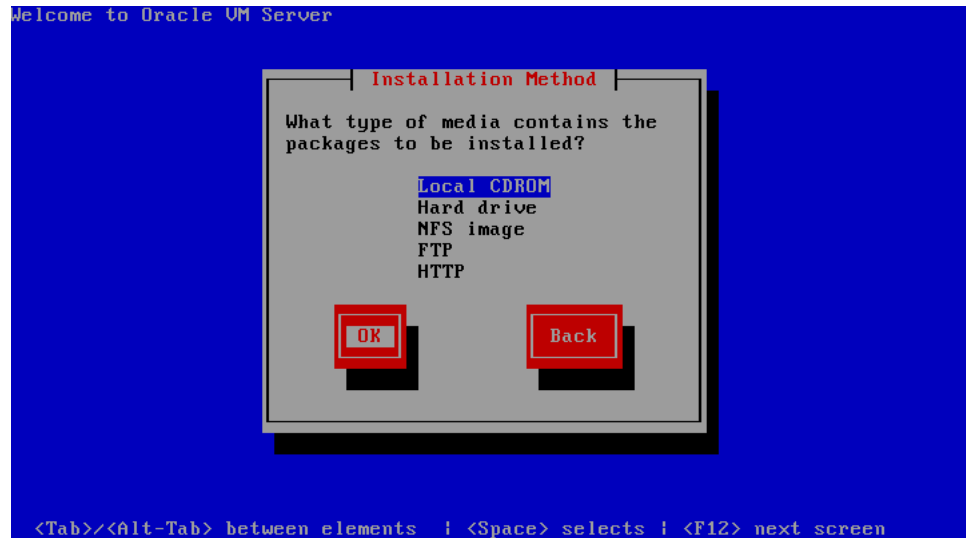 Welcome to Oracle VM Server
Installation Method
What type of media contains the
packages to be installed?
Local CDROM
Hard drive
NFS image
FTP
HTTP
OK Back
<Tab>/<Alt-Tab> between elements | <Space> selects | <F12> next screen